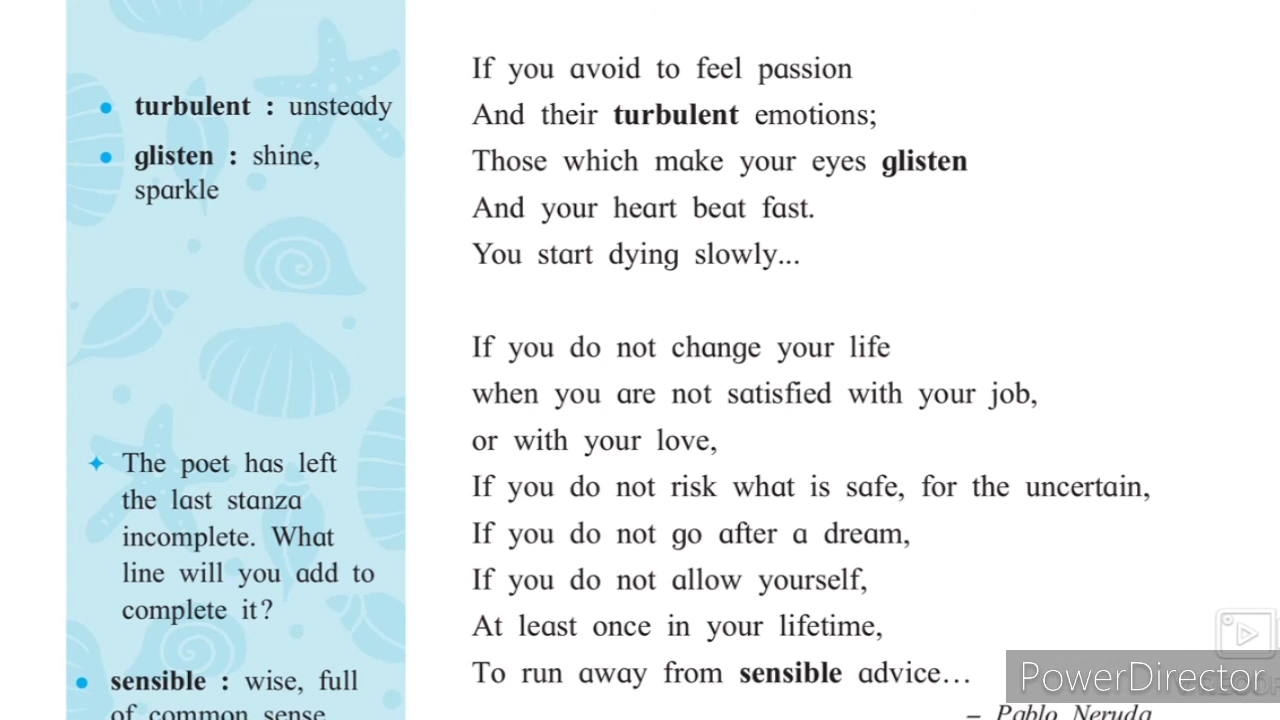 turbulent : unsteady
glisten : shine,
sparkle
The poet has left
the last stanza
incomplete. What
line will you add to
complete it?
sensible : wise, full
of common sense
If you avoid to feel passion
And their turbulent emotions;
Those which make your eyes glisten
And your heart beat fast.
You start dying slowly...
If you do not change your life
when you are not satisfied with your job,
or with your love,
If you do not risk what is safe, for the uncertain,
If you do not go after a dream,
If you do not allow yourself,
At least once in your lifetime,
To run away from sensible advice...
– Pablo Neruda
PowerDirector